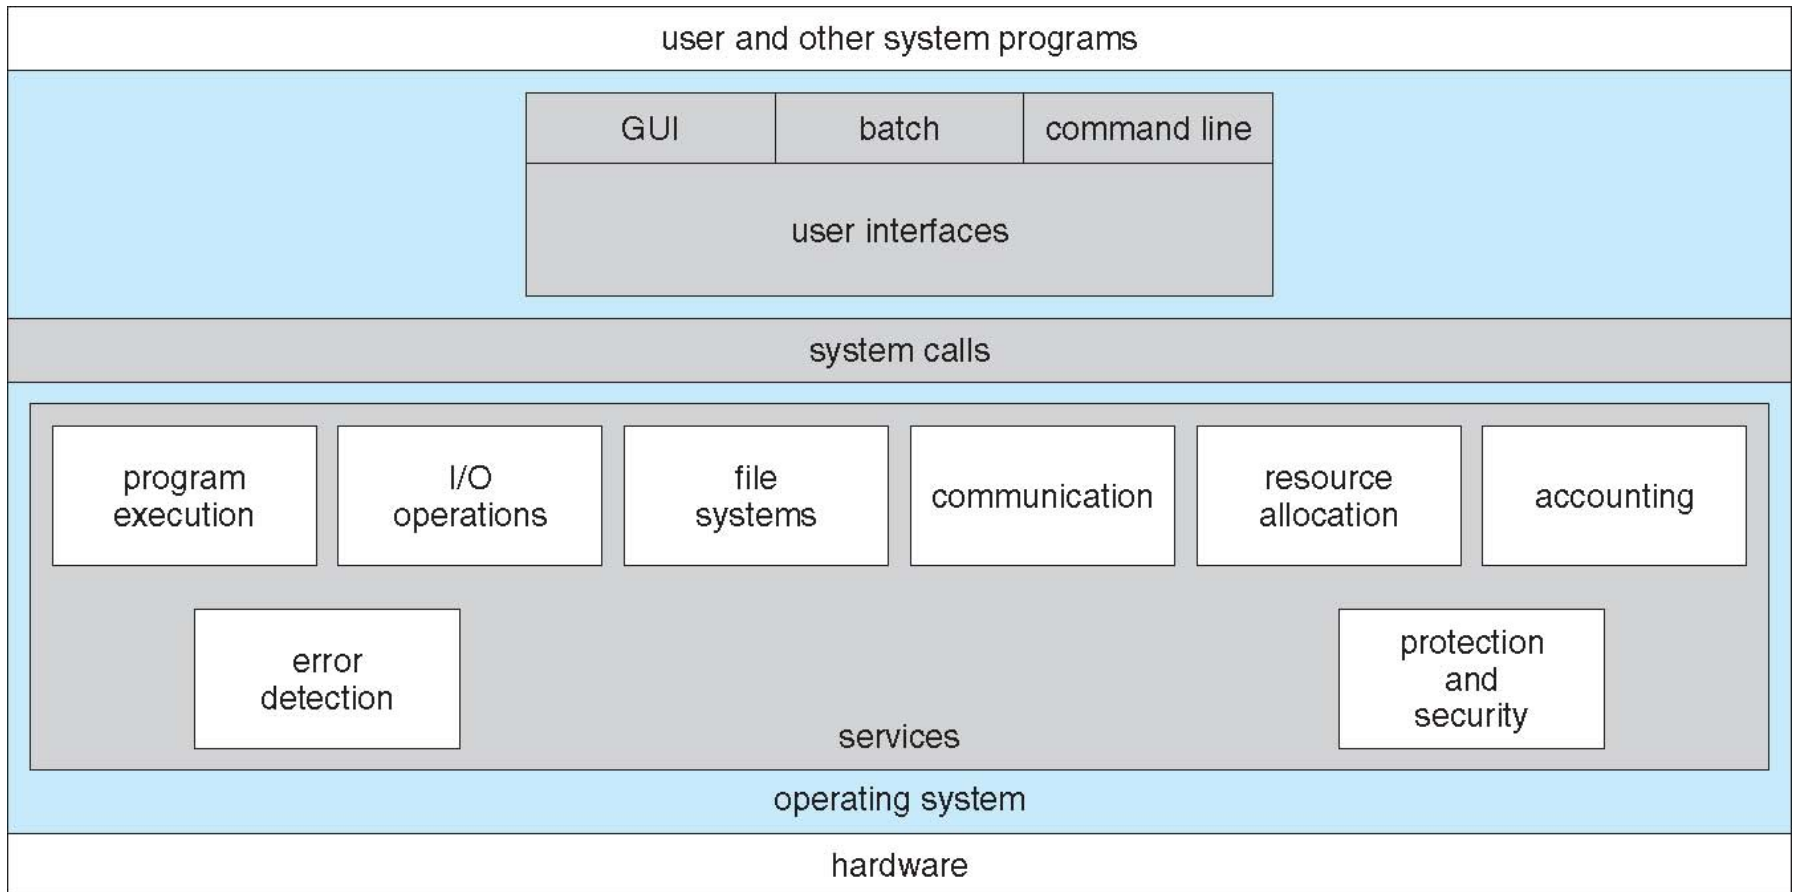 user and other system programs
GUI
batch
command line
user interfaces
system calls
program
execution
I/O
operations
file
systems
communication
resource
allocation
accounting
error
detection
protection
and
security
services
operating system
hardware